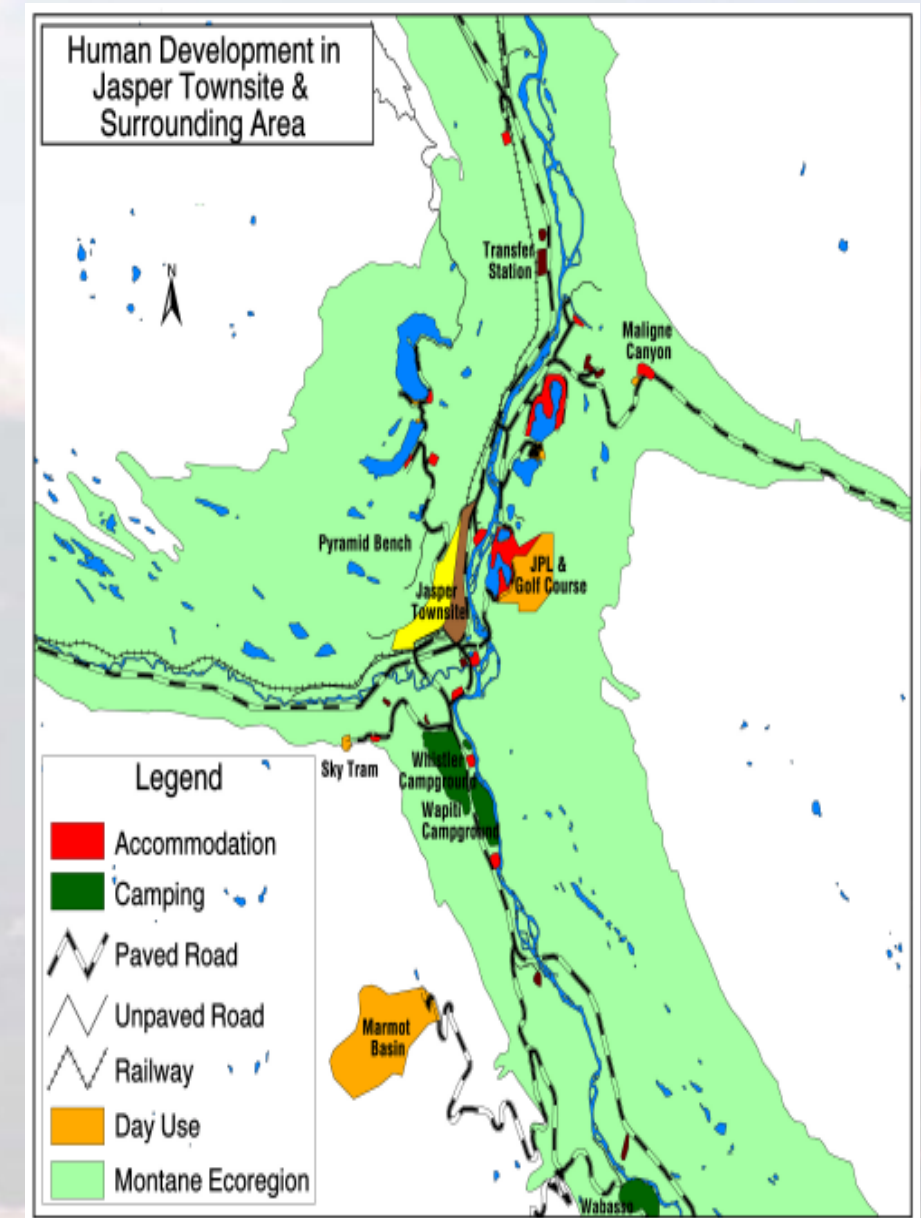 Human Development in
Jasper Townsite &
Surrounding Area
N
Transfer
Station
Maligne
Canyon
Pyramid Bench
JPL &
Golf Course
Jasper
Townsite
Sky Tram
Whistler
Campground
Wapiti
Campground
Marmot
Basin
Wabasso
Legend
Accommodation
Camping
Paved Road
Unpaved Road
Railway
Day Use
Montane Ecoregion